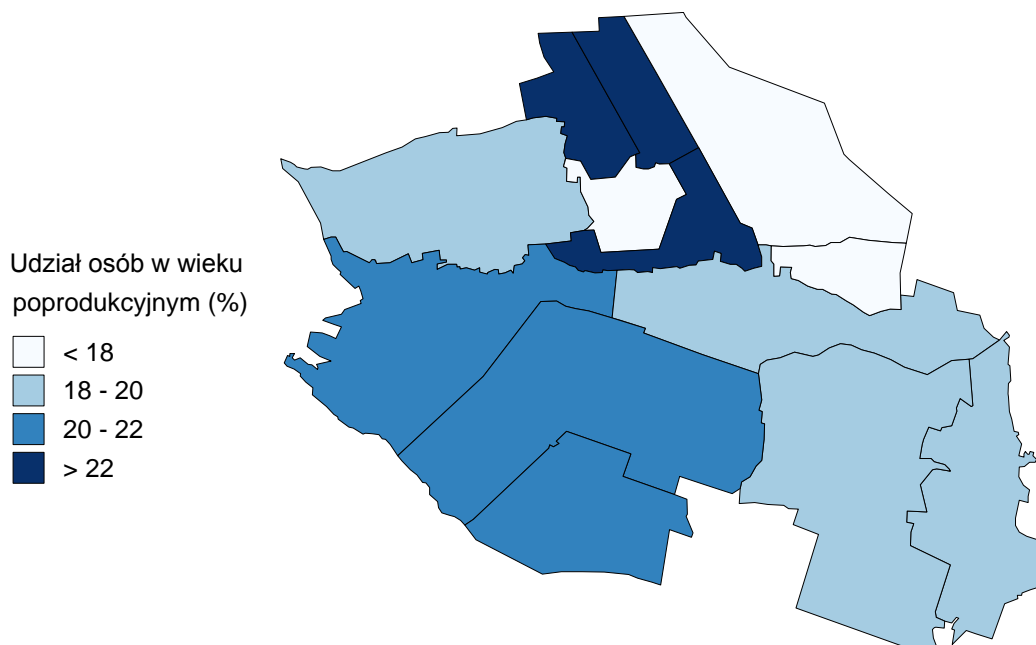 Udział osób w wieku
poprodukcyjnym (%)
< 18
18 - 20
20 - 22
> 22